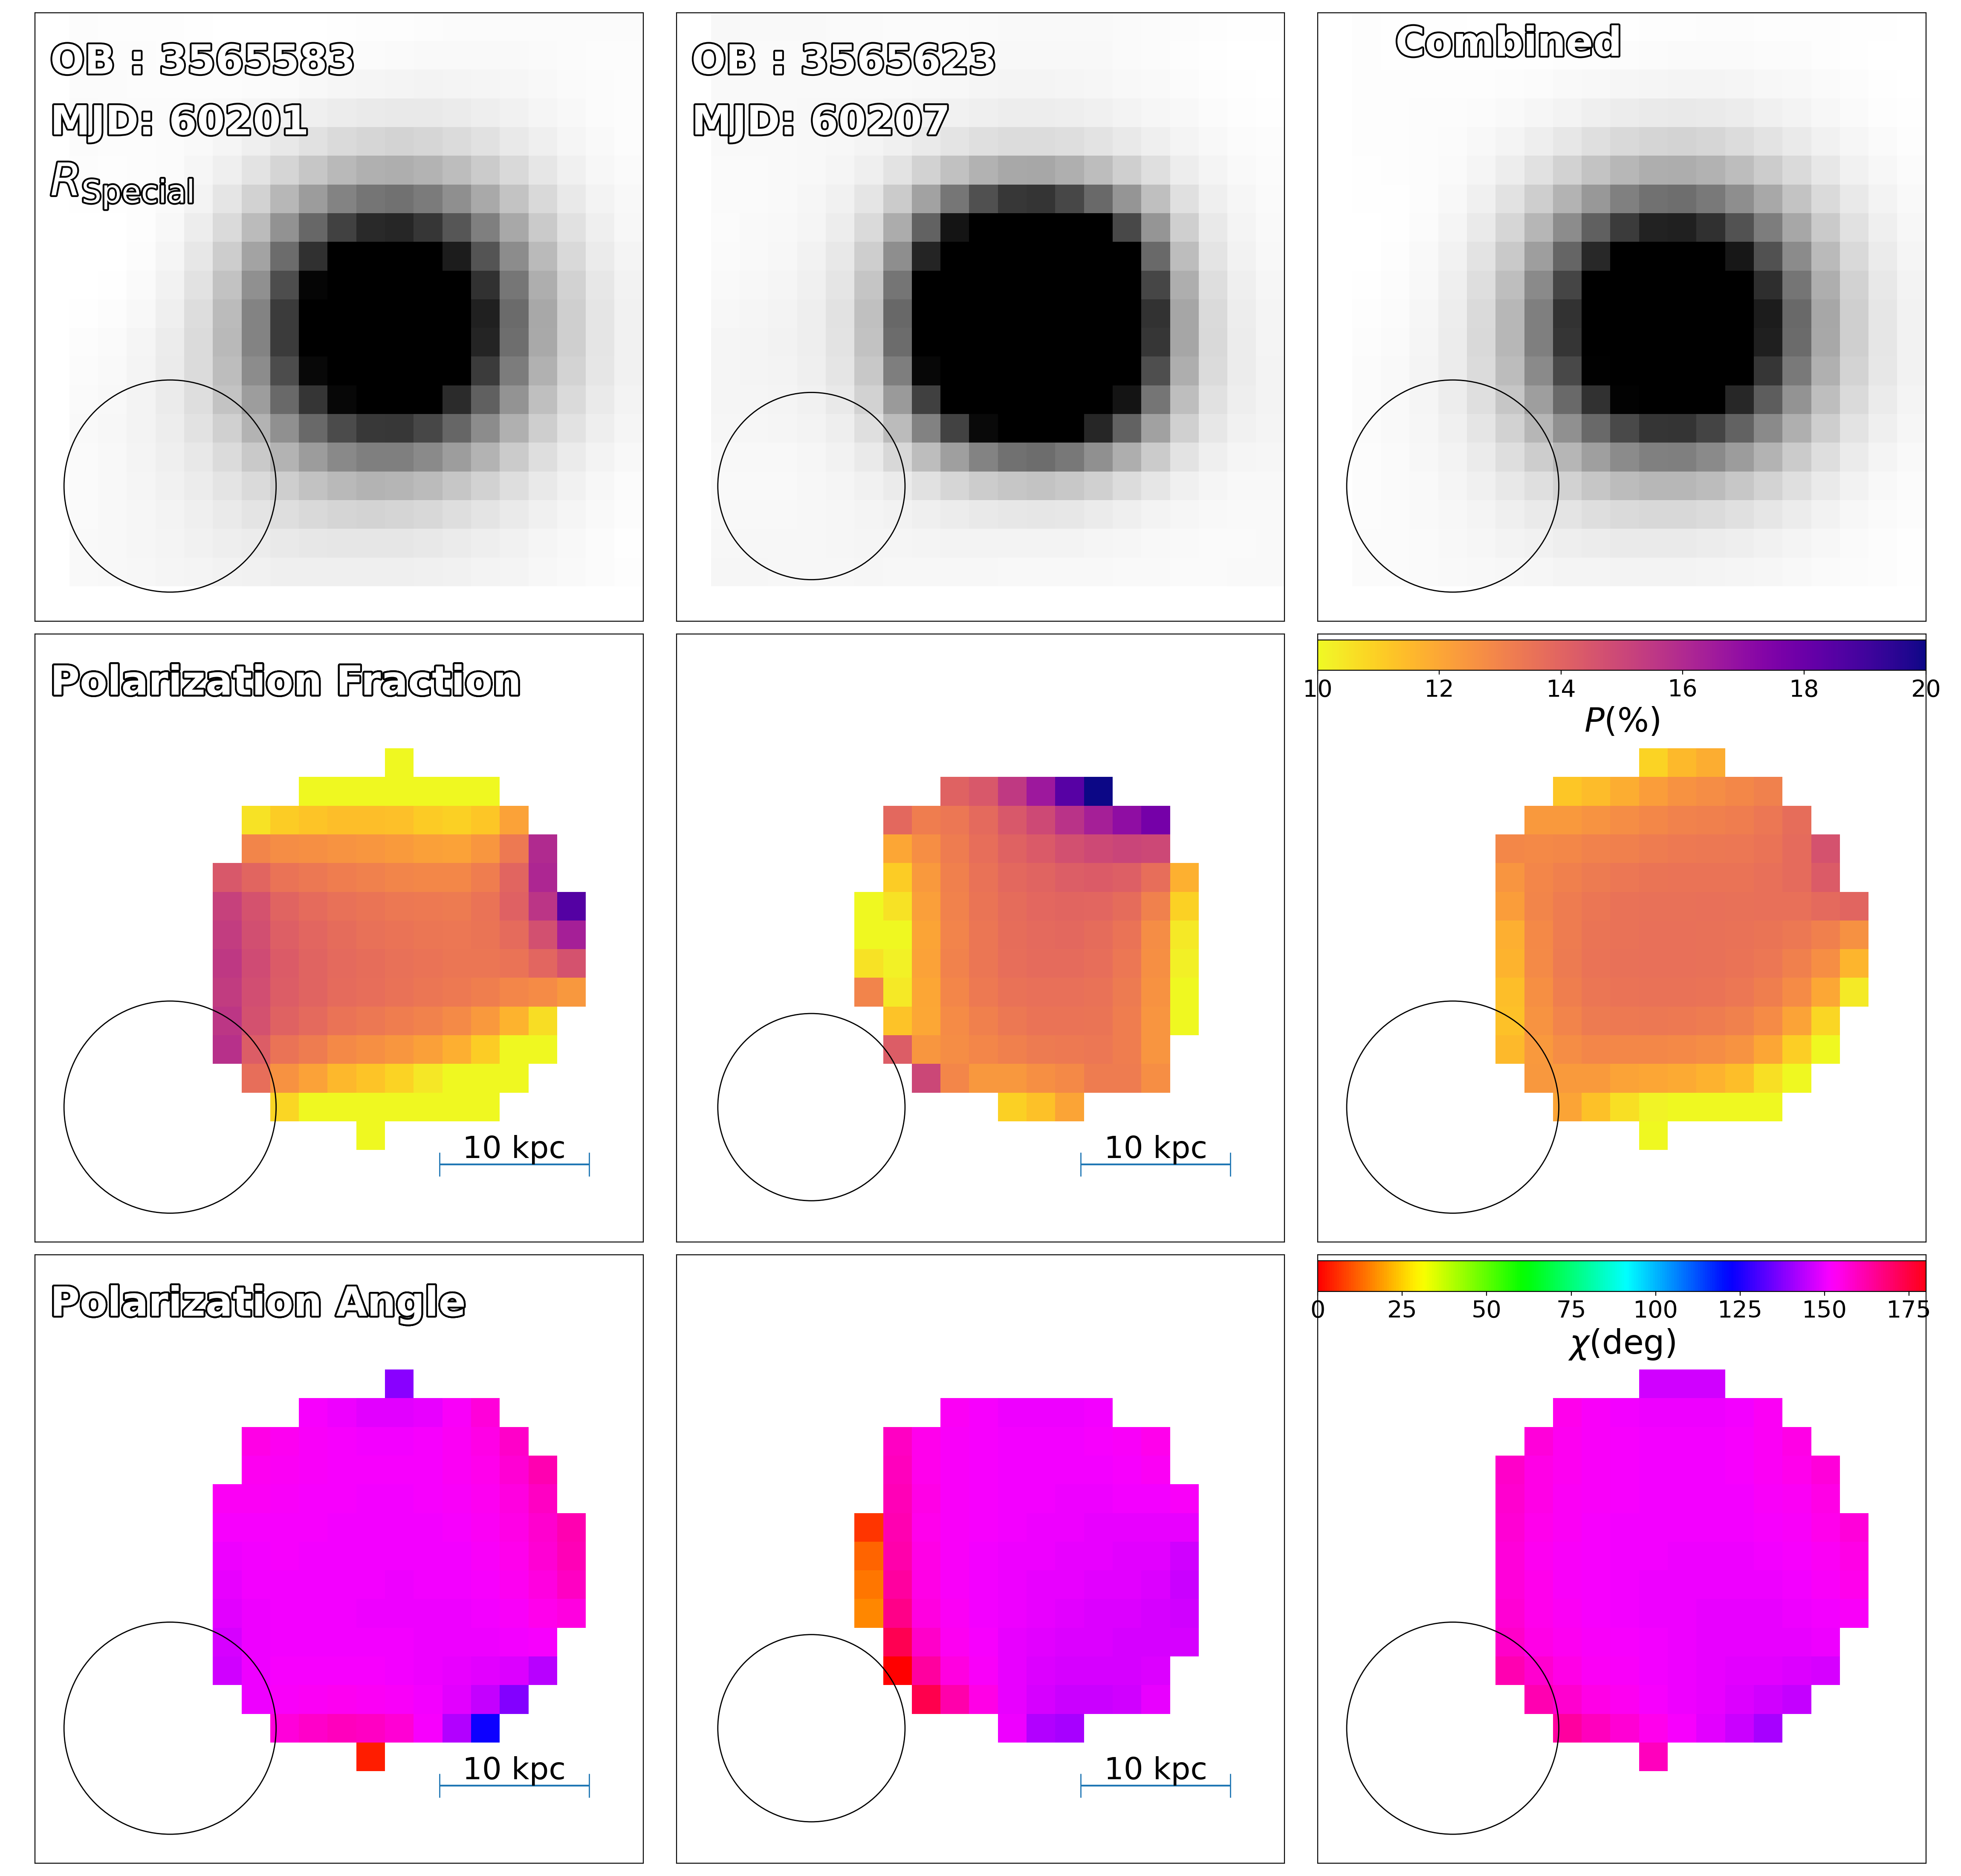 OB : 3565583
MJD: 60201
R_Special
OB : 3565623
MJD: 60207
Combined
Polarization Fraction
10 kpc
10 kpc
10 12 14 16 18 20
P(%)
Polarization Angle
10 kpc
10 kpc
0 25 50 75 100 125 150 175
χ(deg)